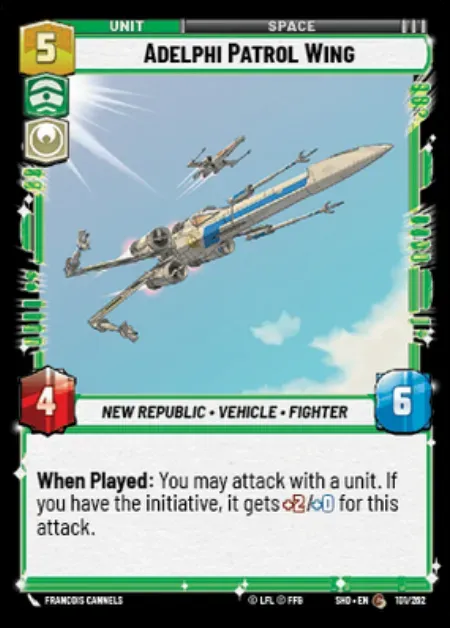 UNIT SPACE
5 ADELPHI PATROL WING
4 NEW REPUBLIC • VEHICLE • FIGHTER 6
When Played: You may attack with a unit. If
you have the initiative, it gets +2/+0 for this
attack.
FRANCOIS CANNELS © LFL © FFG SHD • EN C 101/262